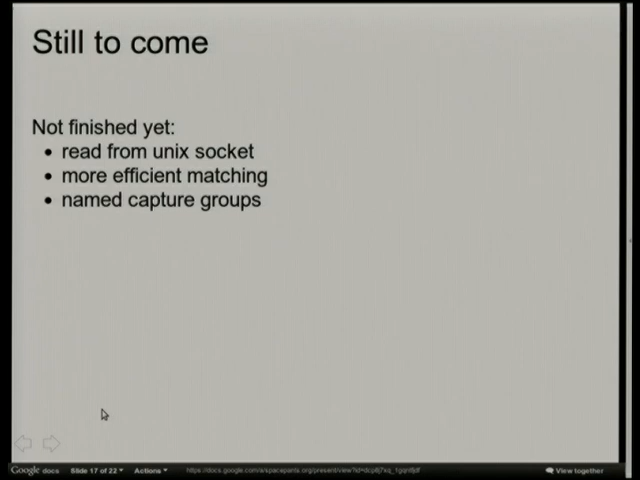 Still to come
Not finished yet:
• read from unix socket
• more efficient matching
• named capture groups
Google docs Slide 17 of 22 Actions View together